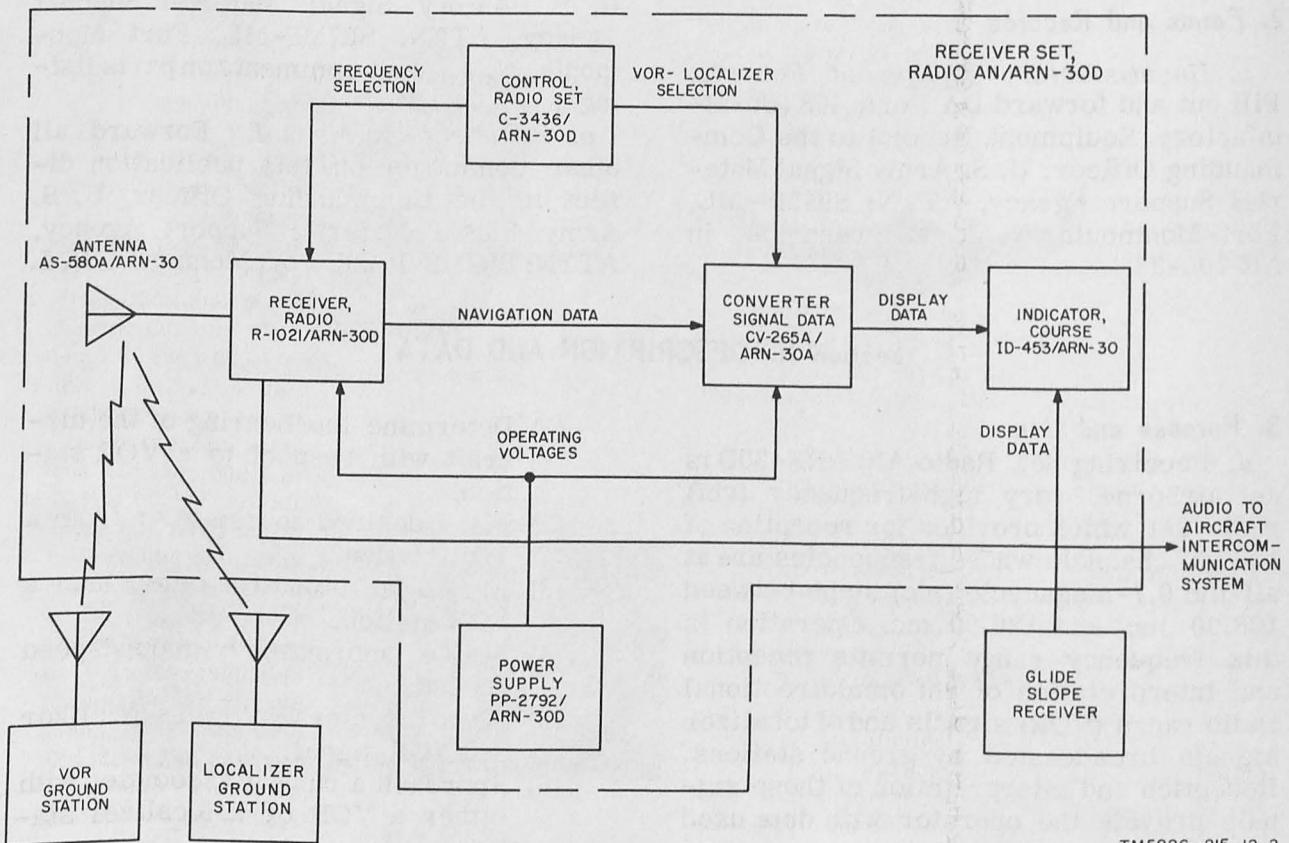 RECEIVER SET,
RADIO AN/ARN-30D
FREQUENCY
SELECTION
CONTROL,
RADIO SET
C-3436/
ARN-30D
VOR- LOCALIZER
SELECTION
ANTENNA
AS-580A/ARN-30
RECEIVER,
RADIO
R-1021/ARN-30D
NAVIGATION DATA
CONVERTER
SIGNAL DATA
CV-265A/
ARN-30A
DISPLAY
DATA
INDICATOR,
COURSE
ID-453/ARN-30
OPERATING
VOLTAGES
DISPLAY
DATA
AUDIO TO
AIRCRAFT
INTERCOM-
MUNICATION
SYSTEM
POWER
SUPPLY
PP-2792/
ARN-30D
GLIDE
SLOPE
RECEIVER
VOR
GROUND
STATION
LOCALIZER
GROUND
STATION